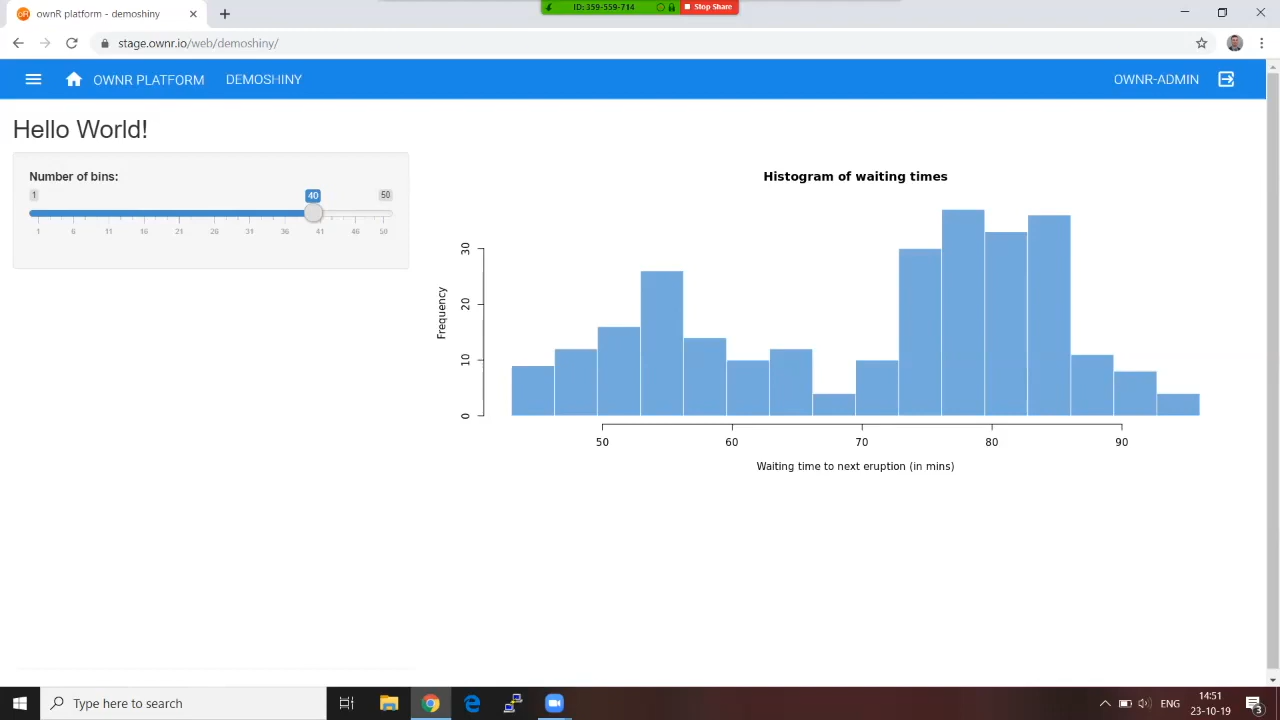 ownR platform - demoshiny
ID: 359-559-714
Stop Share
stage.ownr.io/web/demoshiny/
OWNR PLATFORM
DEMOSHINY
OWNR-ADMIN
Hello World!
Number of bins:
1
40
50
1 6 11 16 21 26 31 36 41 46 50
Histogram of waiting times
Frequency
30
20
10
0
50 60 70 80 90
Waiting time to next eruption (in mins)
Type here to search
ENG
14:51
23-10-19
3